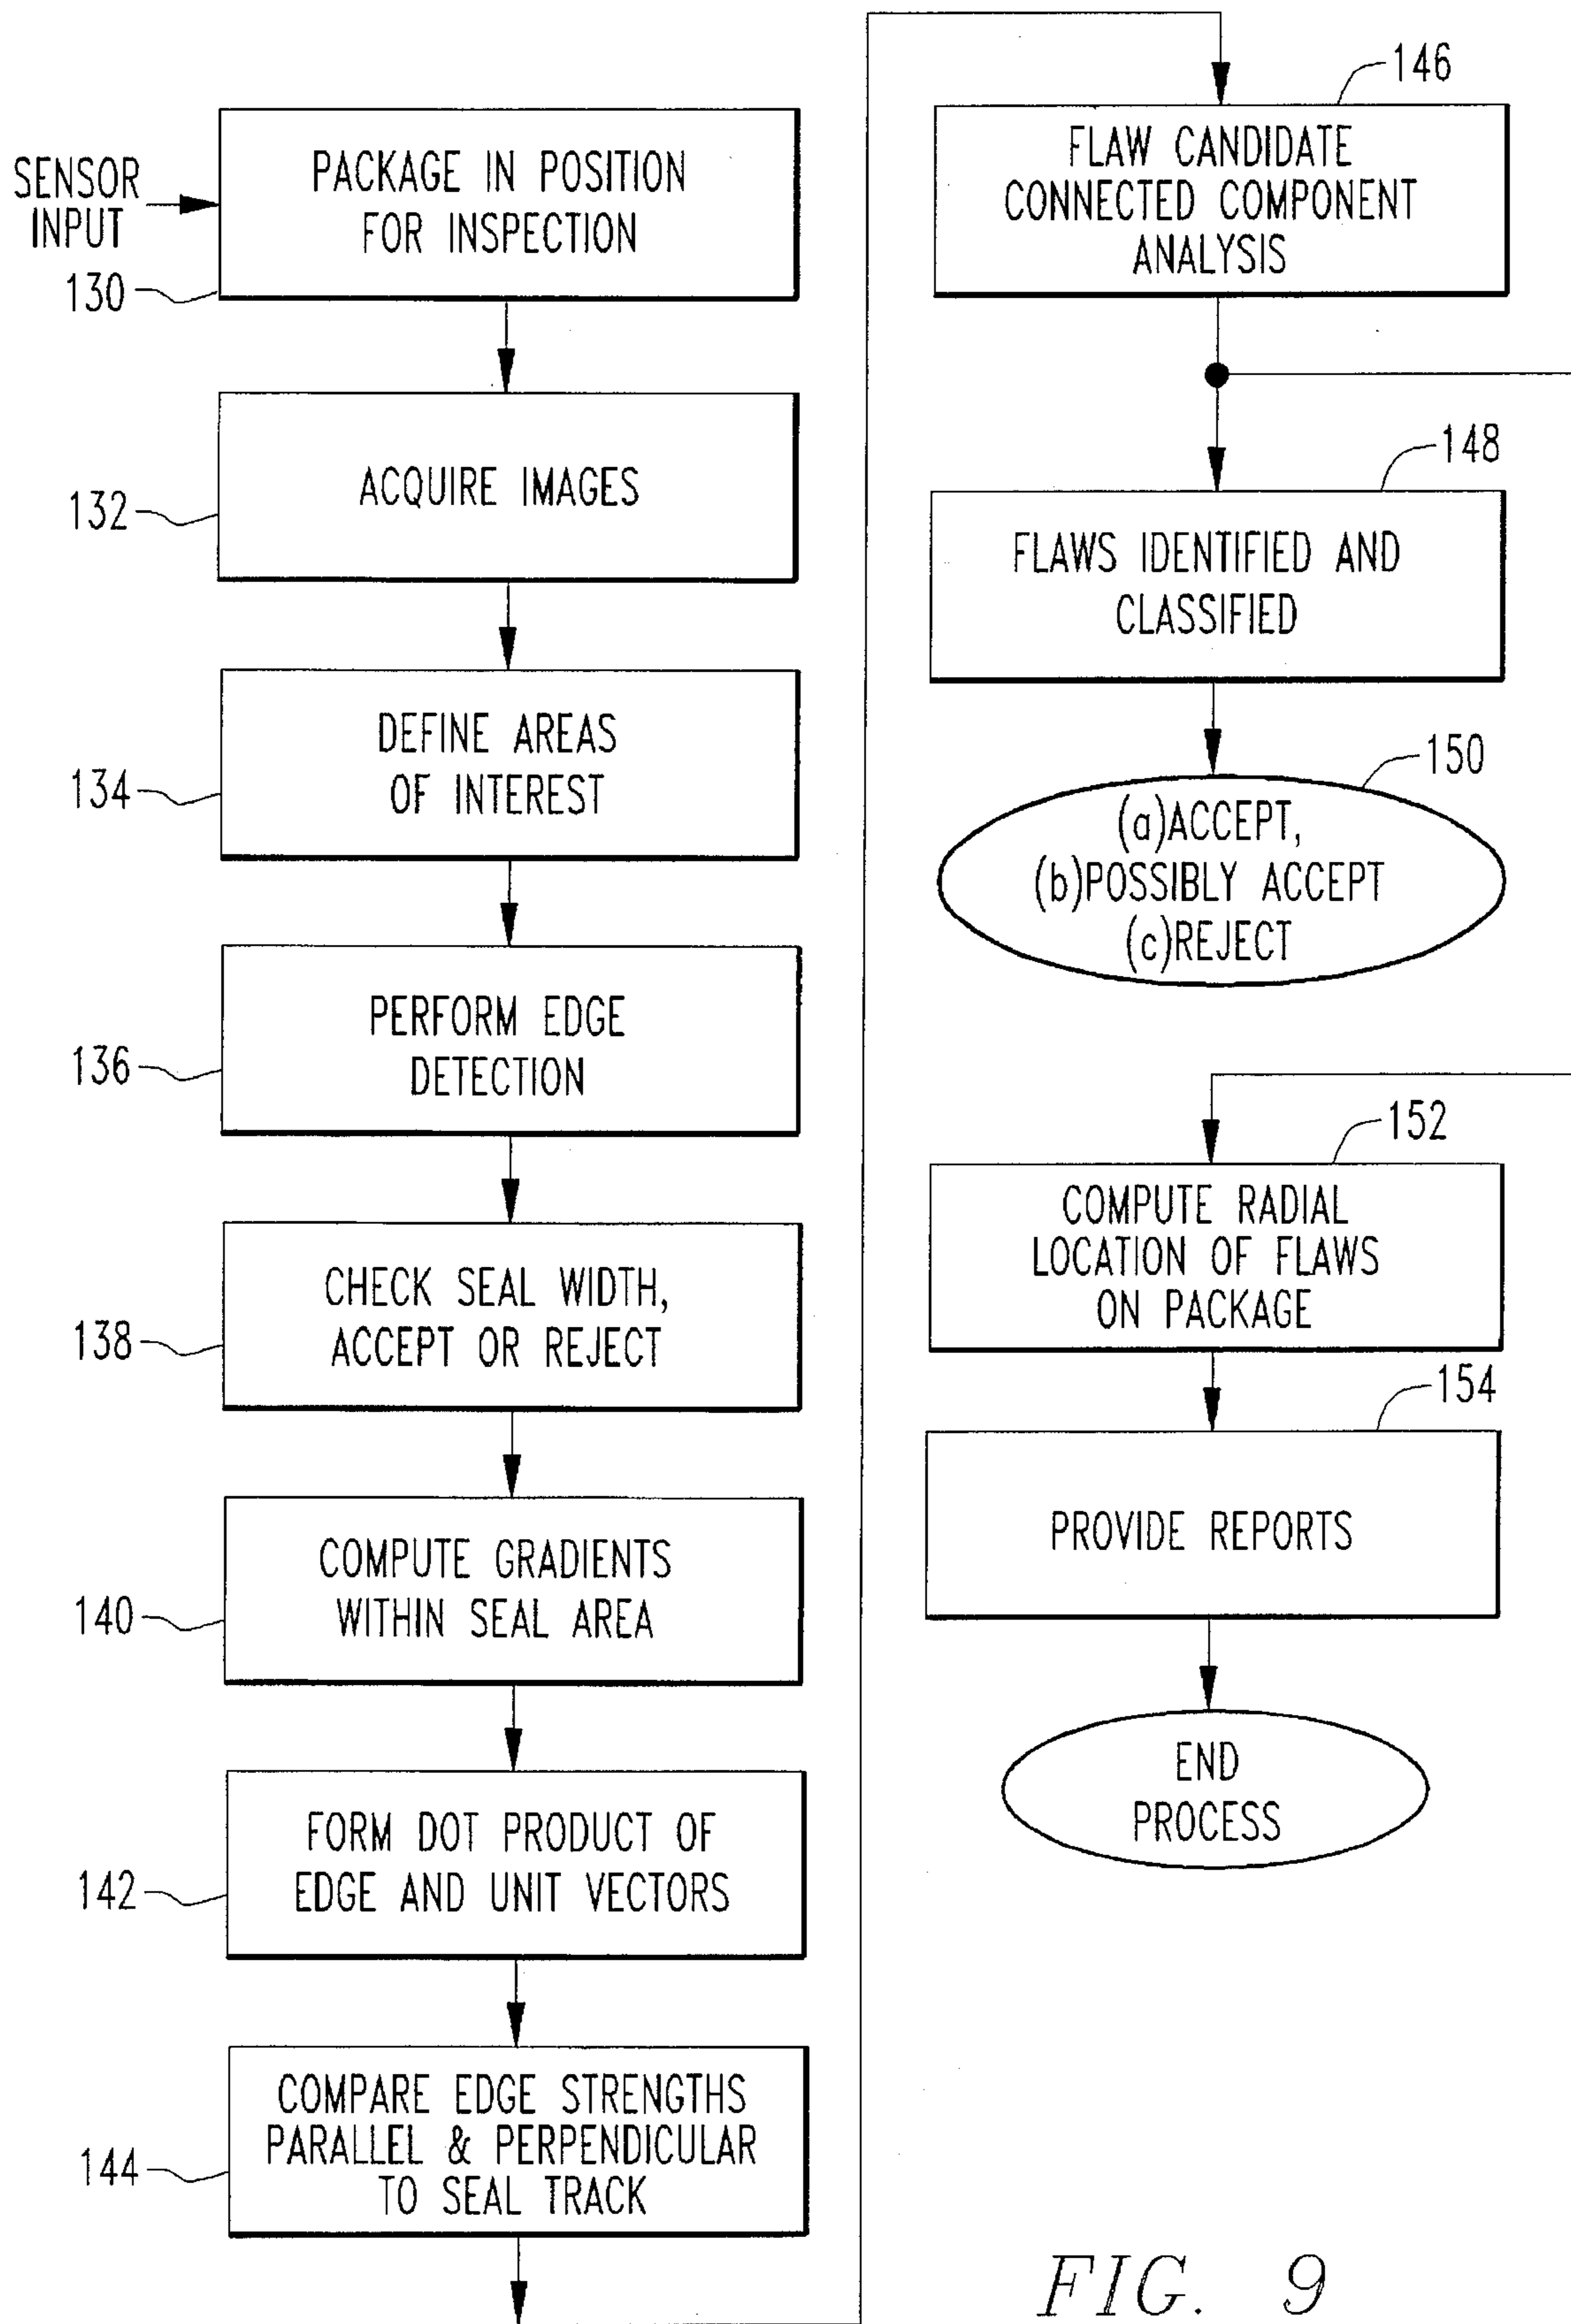 SENSOR
INPUT
PACKAGE IN POSITION
FOR INSPECTION
130
ACQUIRE IMAGES
132
DEFINE AREAS
OF INTEREST
134
PERFORM EDGE
DETECTION
136
CHECK SEAL WIDTH,
ACCEPT OR REJECT
138
COMPUTE GRADIENTS
WITHIN SEAL AREA
140
FORM DOT PRODUCT OF
EDGE AND UNIT VECTORS
142
COMPARE EDGE STRENGTHS
PARALLEL & PERPENDICULAR
TO SEAL TRACK
144
146
FLAW CANDIDATE
CONNECTED COMPONENT
ANALYSIS
148
FLAWS IDENTIFIED AND
CLASSIFIED
150
(a)ACCEPT,
(b)POSSIBLY ACCEPT
(c)REJECT
152
COMPUTE RADIAL
LOCATION OF FLAWS
ON PACKAGE
154
PROVIDE REPORTS
END
PROCESS
FIG. 9